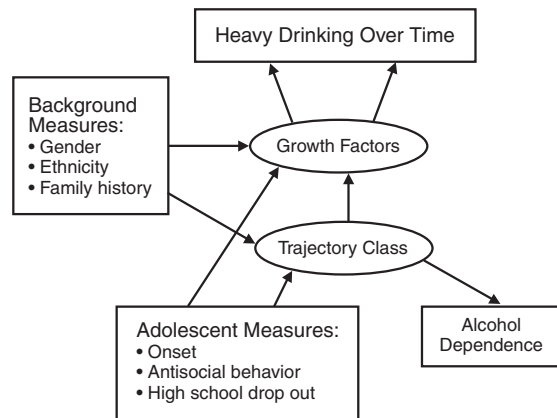 Heavy Drinking Over Time
Background
Measures:
• Gender
• Ethnicity
• Family history
Growth Factors
Trajectory Class
Adolescent Measures:
• Onset
• Antisocial behavior
• High school drop out
Alcohol
Dependence